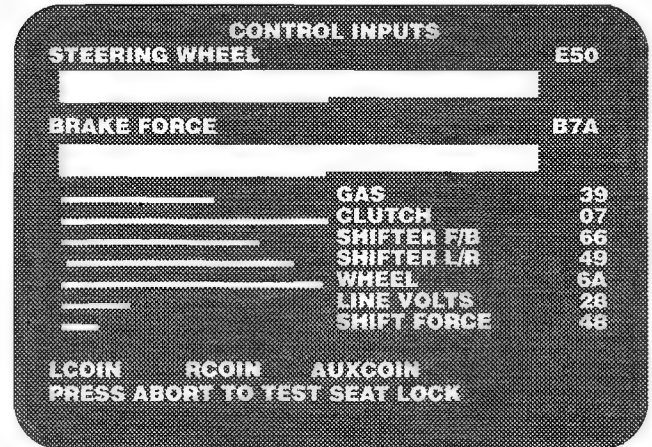 CONTROL INPUTS
STEERING WHEEL E50
BRAKE FORCE B7A
GAS 39
CLUTCH 07
SHIFTER F/B 66
SHIFTER L/R 49
WHEEL 6A
LINE VOLTS 28
SHIFT FORCE 48
LCOIN RCOIN AUXCOIN
PRESS ABORT TO TEST SEAT LOCK